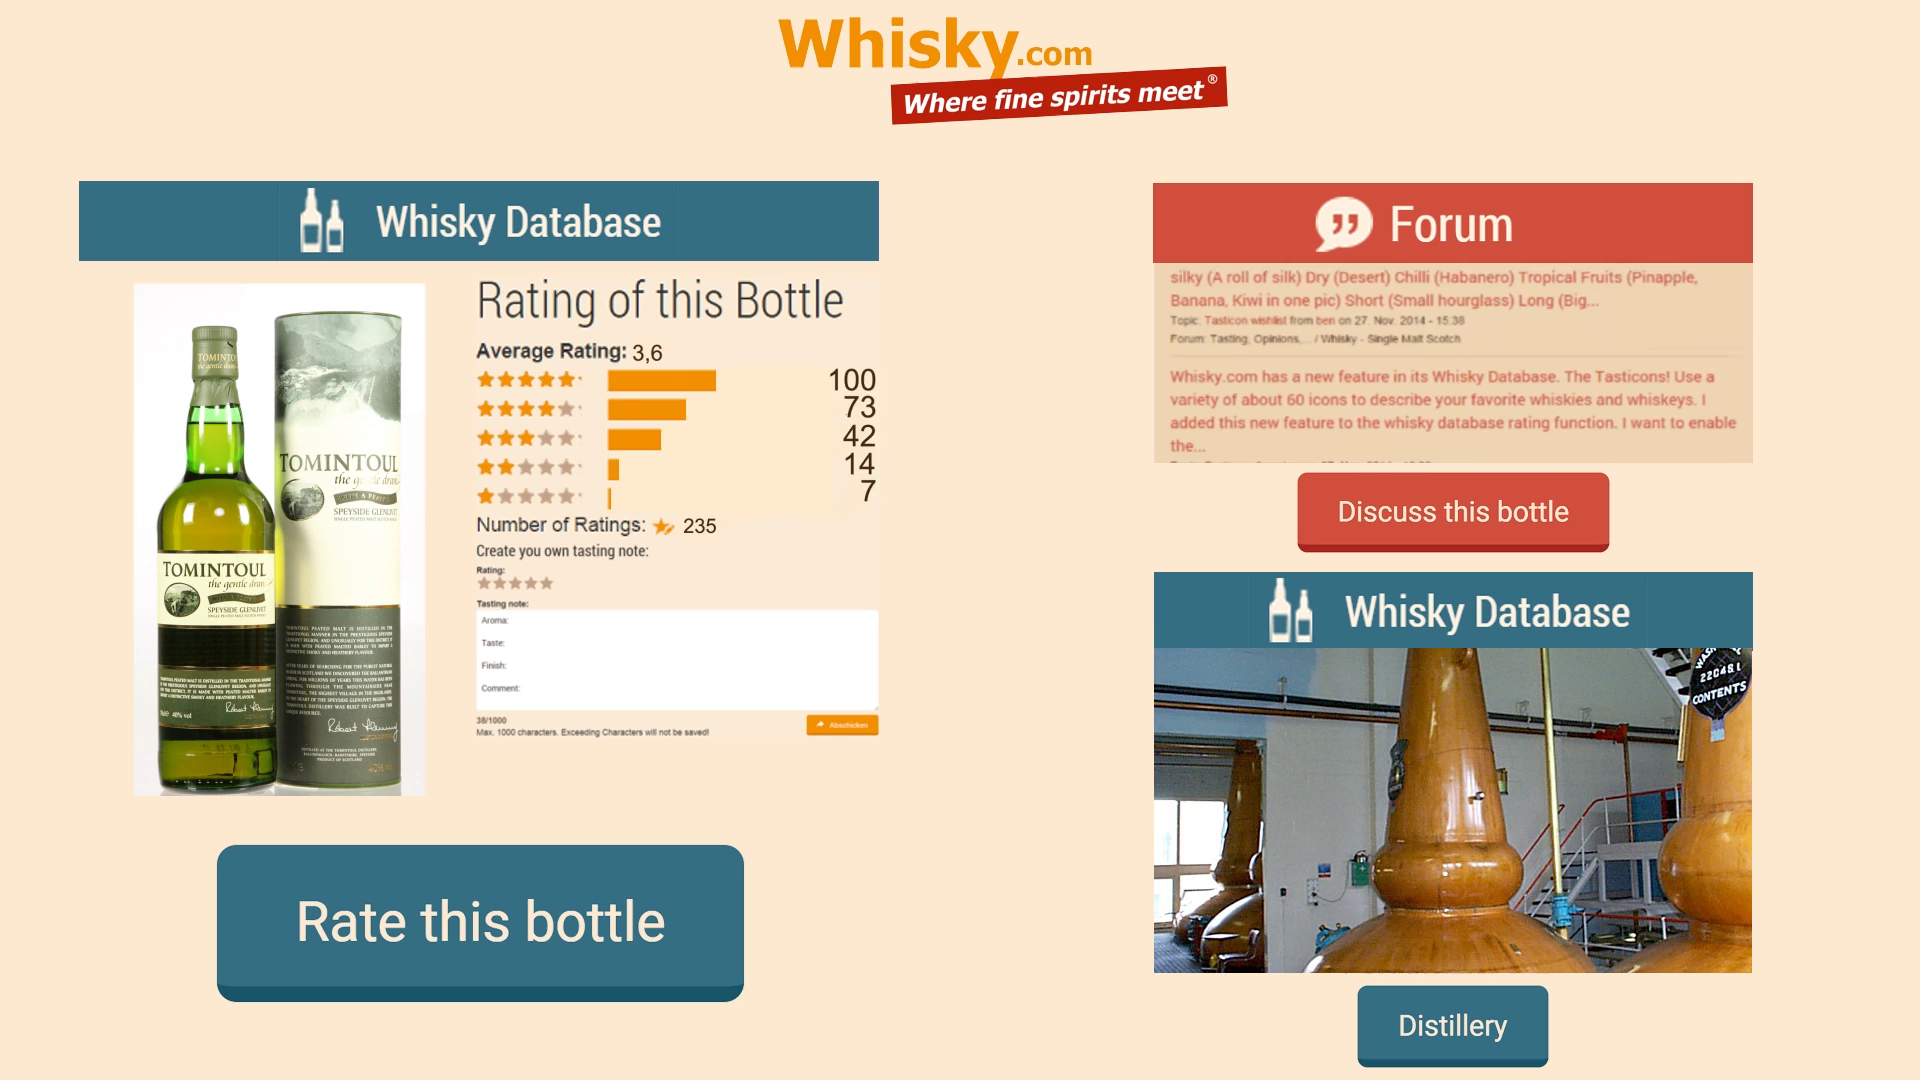 Whisky.com
Where fine spirits meet®
Whisky Database
TOMINTOUL
the gentle dram
SPEYSIDE GLENLIVET
TOMINTOUL
the gentle dram
SPEYSIDE GLENLIVET
40% vol
Rating of this Bottle
Average Rating: 3,6
100
73
42
14
7
Number of Ratings: 235
Create you own tasting note:
Rating:
Tasting note:
Aroma:
Taste:
Finish:
Comment:
38/1000
Max. 1000 characters. Exceeding Characters will not be saved!
Abschicken
Rate this bottle
Forum
silky (A roll of silk) Dry (Desert) Chilli (Habanero) Tropical Fruits (Pinapple,
Banana, Kiwi in one pic) Short (Small hourglass) Long (Big...
Topic: Tasticon wishlist from ben on 27. Nov. 2014 - 15:38
Forum: Tasting, Opinions,... / Whisky - Single Malt Scotch
Whisky.com has a new feature in its Whisky Database. The Tasticons! Use a
variety of about 60 icons to describe your favorite whiskies and whiskeys. I
added this new feature to the whisky database rating function. I want to enable
the...
Discuss this bottle
Whisky Database
22048 L
CONTENTS
Distillery